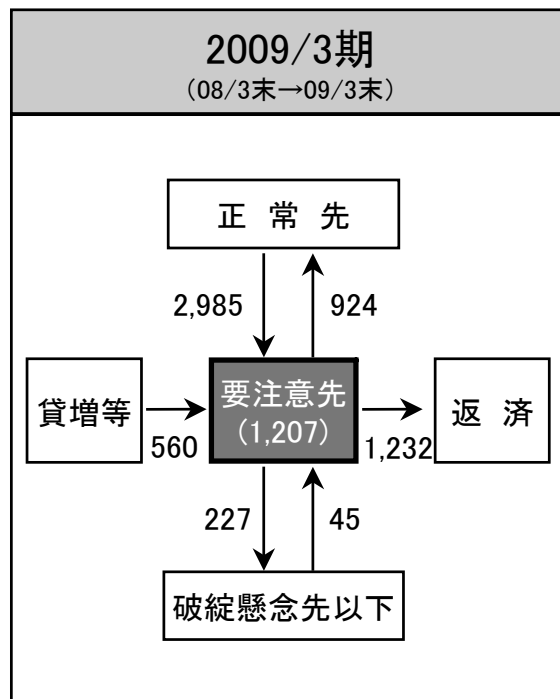 2009/3期
（08/3末→09/3末）
正 常 先
2,985
924
貸増等
560
要注意先
（1,207）
1,232
返 済
227
45
破綻懸念先以下